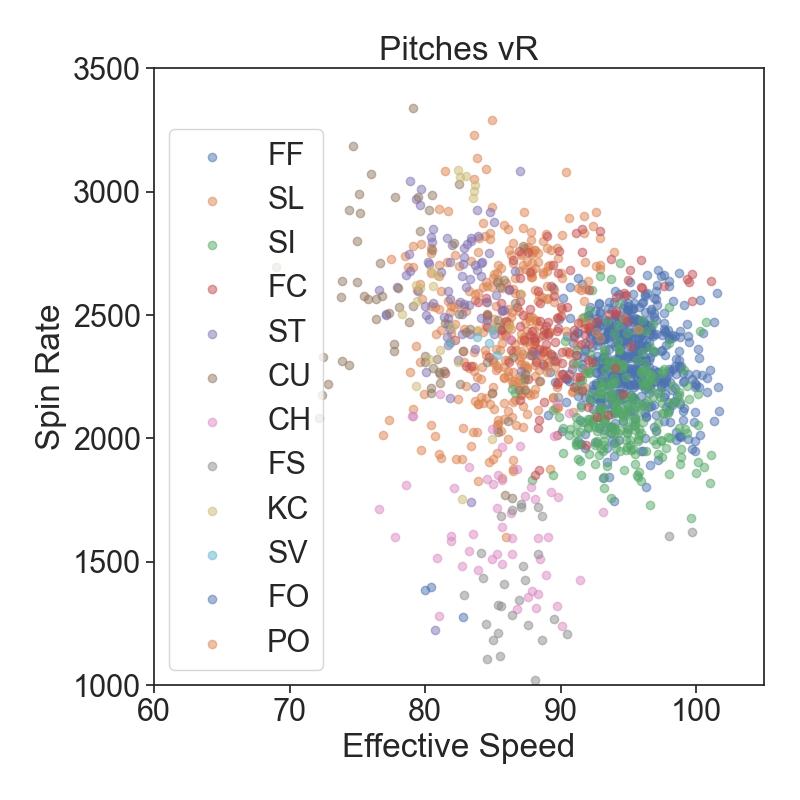 Pitches vR
3500
3000
2500
2000
1500
1000
Spin Rate
FF
SL
SI
FC
ST
CU
CH
FS
KC
SV
FO
PO
60 70 80 90 100
Effective Speed